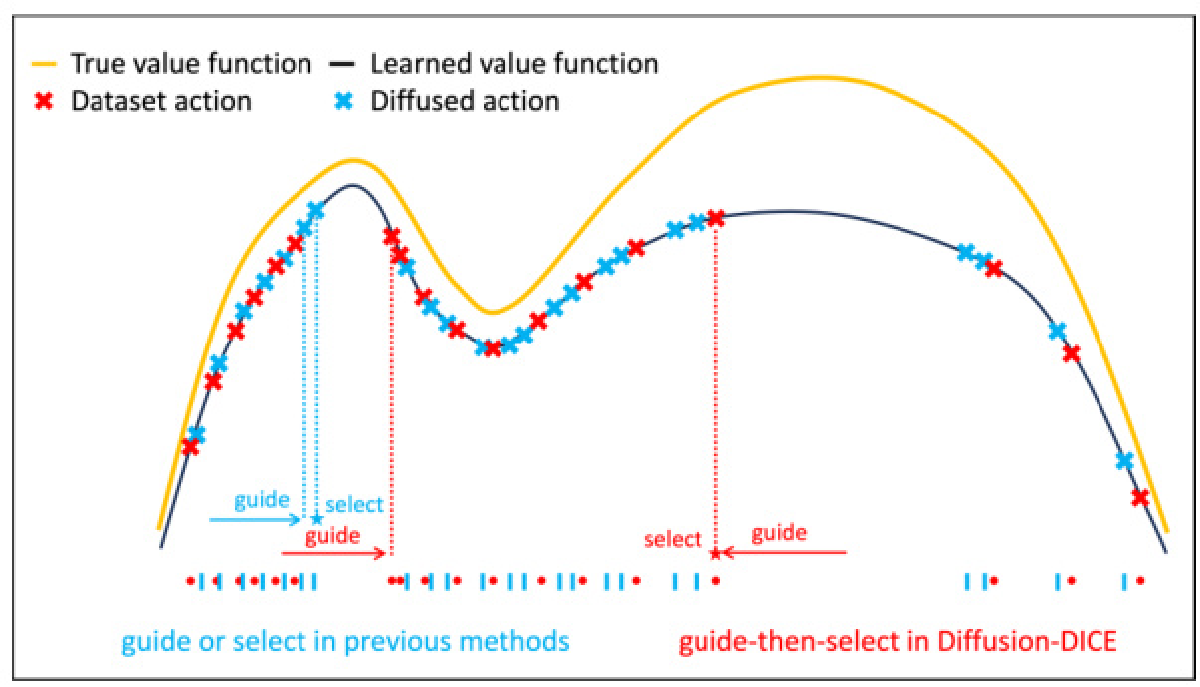 True value function
Learned value function
Dataset action
Diffused action
guide
select
guide
select
guide
guide or select in previous methods
guide-then-select in Diffusion-DICE